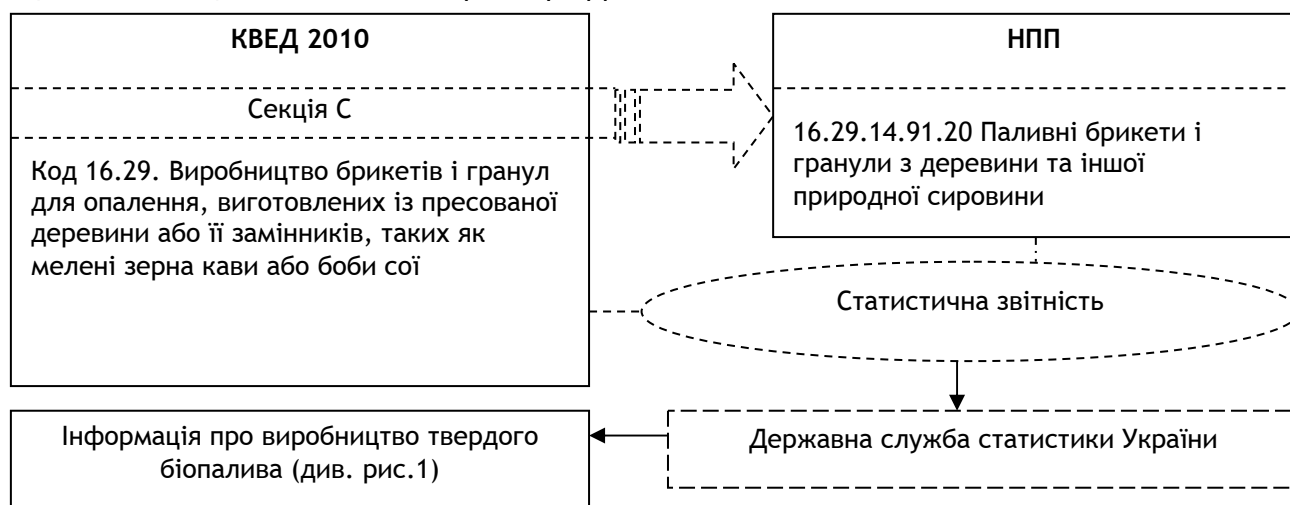 КВЕД 2010
Секція С
Код 16.29. Виробництво брикетів і гранул
для опалення, виготовлених із пресованої
деревини або її замінників, таких як
мелені зерна кави або боби сої
НПП
16.29.14.91.20 Паливні брикети і
гранули з деревини та іншої
природної сировини
Статистична звітність
Інформація про виробництво твердого
біопалива (див. рис.1)
Державна служба статистики України